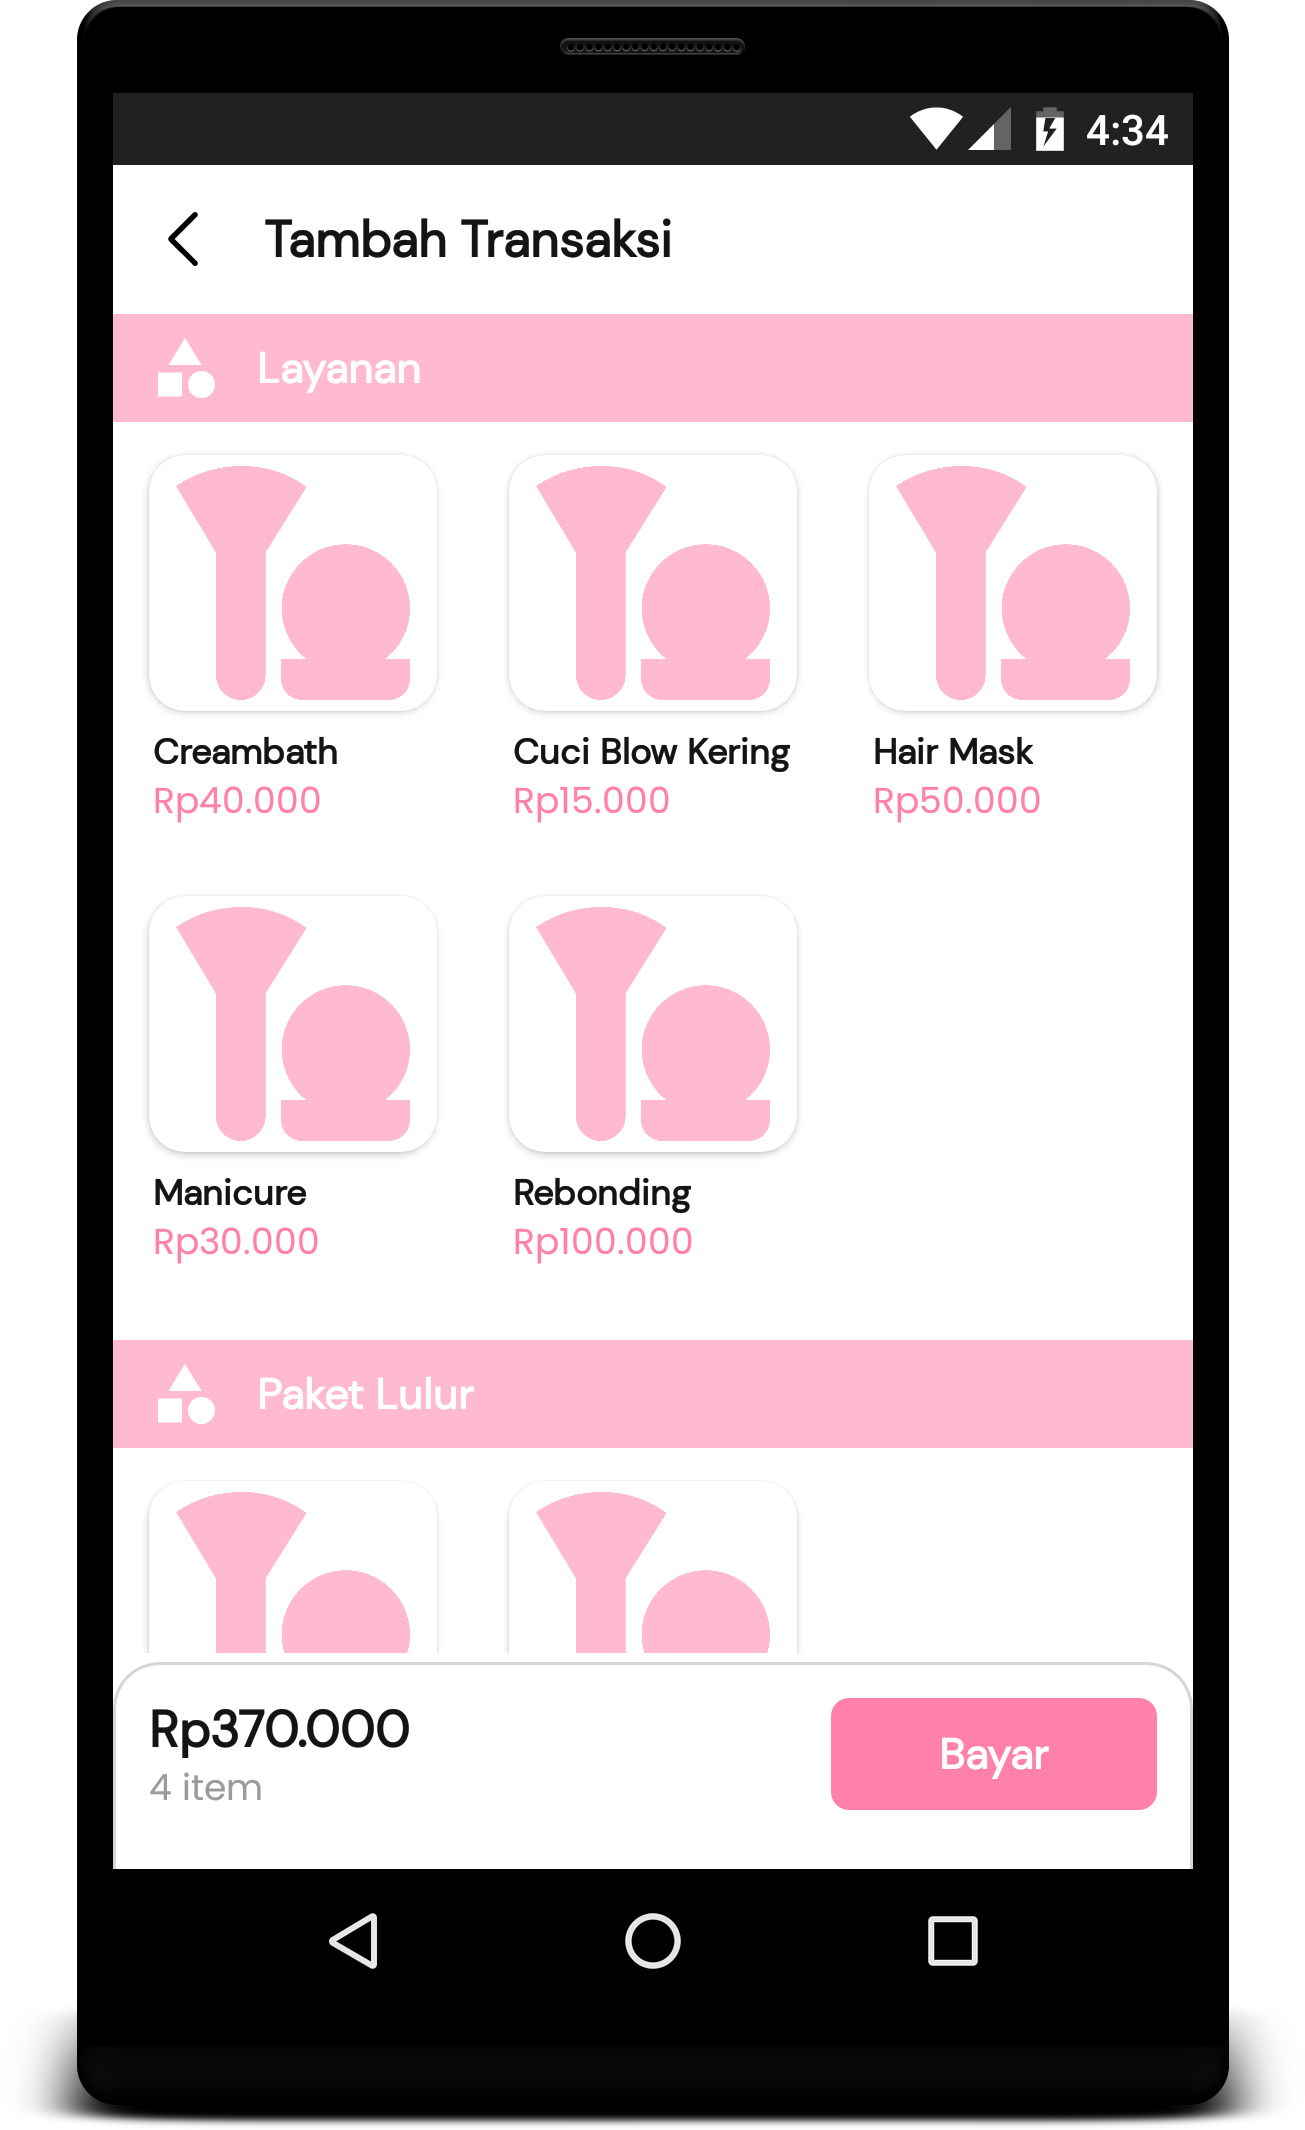 4:34
Tambah Transaksi
Layanan
Creambath
Rp40.000
Cuci Blow Kering
Rp15.000
Hair Mask
Rp50.000
Manicure
Rp30.000
Rebonding
Rp100.000
Paket Lulur
Rp370.000
4 item
Bayar